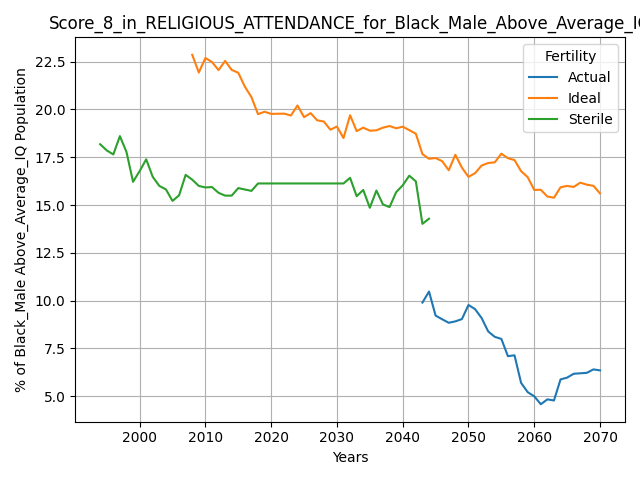 Score_8_in_RELIGIOUS_ATTENDANCE_for_Black_Male_Above_Average_IQ
Fertility
Actual
Ideal
Sterile
% of Black_Male Above_Average_IQ Population
22.5
20.0
17.5
15.0
12.5
10.0
7.5
5.0
2000 2010 2020 2030 2040 2050 2060 2070
Years